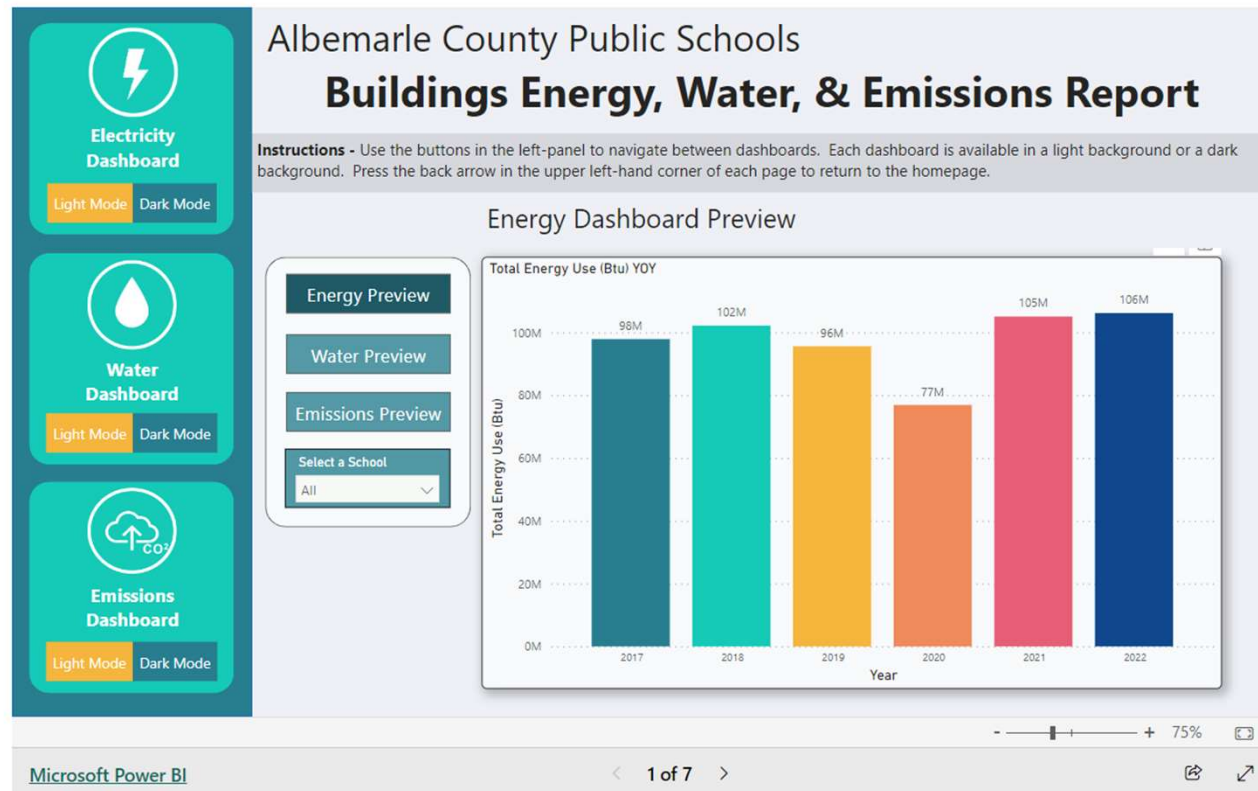 Albemarle County Public Schools
Buildings Energy, Water, & Emissions Report
Instructions - Use the buttons in the left-panel to navigate between dashboards. Each dashboard is available in a light background or a dark
background. Press the back arrow in the upper left-hand corner of each page to return to the homepage.
Electricity
Dashboard
Light Mode Dark Mode
Water
Dashboard
Light Mode Dark Mode
CO²
Emissions
Dashboard
Light Mode Dark Mode
Energy Dashboard Preview
Energy Preview
Water Preview
Emissions Preview
Select a School
All
Total Energy Use (Btu) YOY
Total Energy Use (Btu)
100M
80M
60M
40M
20M
0M
98M
102M
96M
77M
105M
106M
2017 2018 2019 2020 2021 2022
Year
- + 75%
Microsoft Power BI
< 1 of 7 >